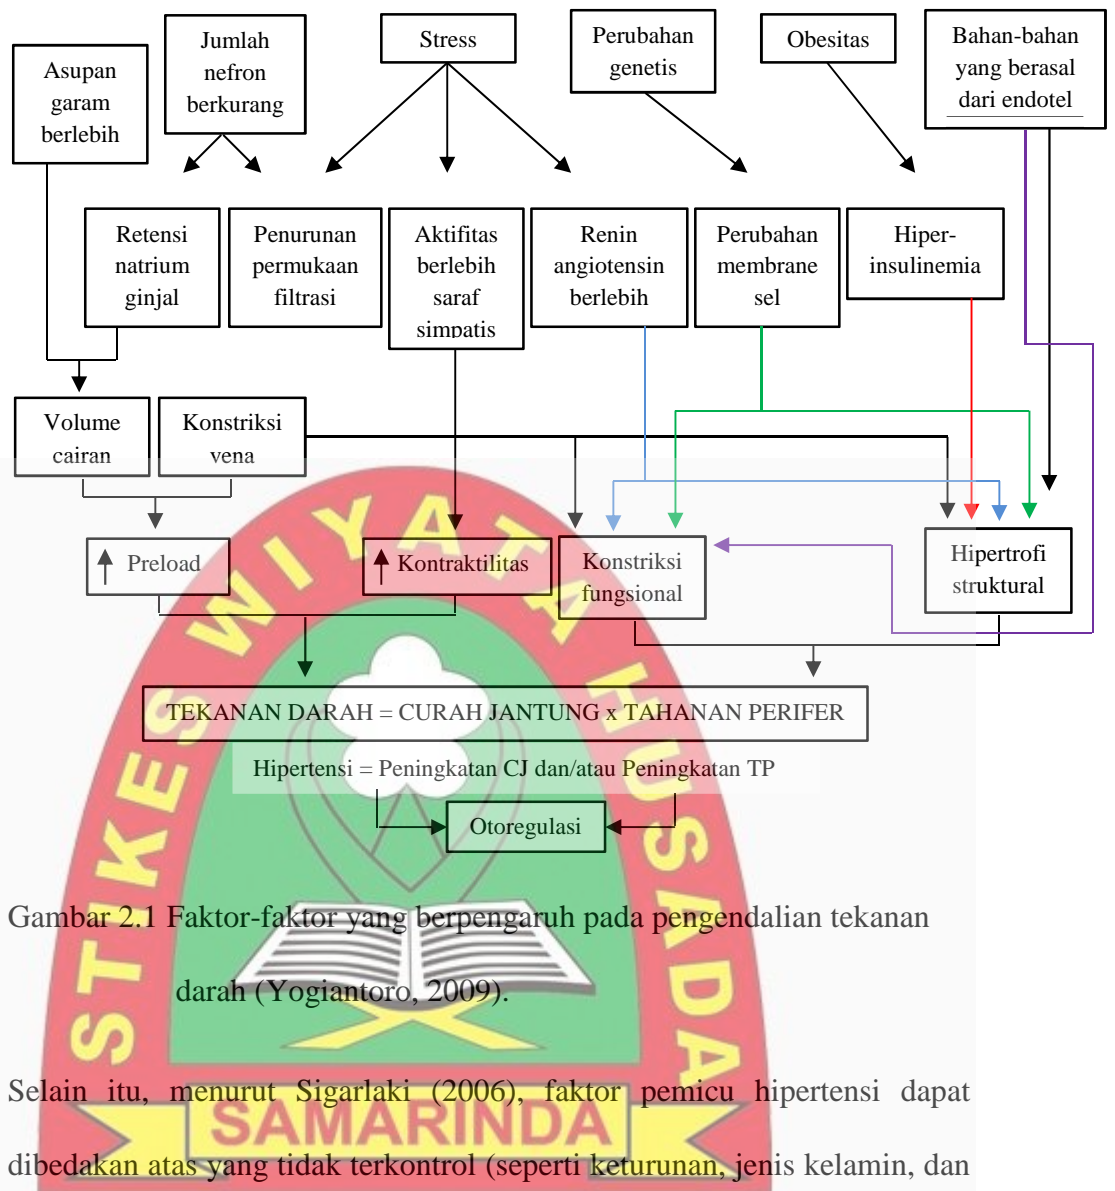 Asupan
garam
berlebih
Jumlah
nefron
berkurang
Stress
Perubahan
genetis
Obesitas
Bahan-bahan
yang berasal
dari endotel
Retensi
natrium
ginjal
Penurunan
permukaan
filtrasi
Aktifitas
berlebih
saraf
simpatis
Renin
angiotensin
berlebih
Perubahan
membrane
sel
Hiper-
insulinemia
Volume
cairan
Konstriksi
vena
Preload
Kontraktilitas
Konstriksi
fungsional
Hipertrofi
struktural
TEKANAN DARAH = CURAH JANTUNG x TAHANAN PERIFER
Hipertensi = Peningkatan CJ dan/atau Peningkatan TP
Otoregulasi
Gambar 2.1 Faktor-faktor yang berpengaruh pada pengendalian tekanan
darah (Yogiantoro, 2009).
Selain itu, menurut Sigarlaki (2006), faktor pemicu hipertensi dapat
dibedakan atas yang tidak terkontrol (seperti keturunan, jenis kelamin, dan
STIKES WIYATA HUSADA
SAMARINDA